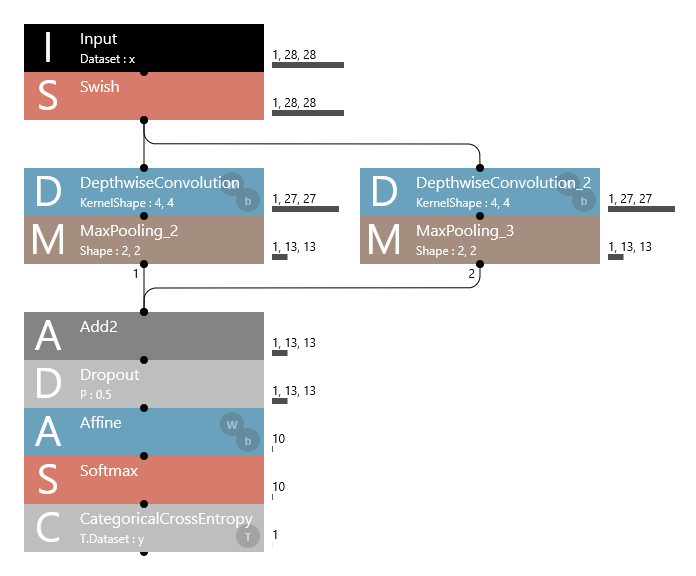 I
Input
Dataset : x
1, 28, 28
S
Swish
1, 28, 28
D
DepthwiseConvolution
KernelShape : 4, 4
W
b
1, 27, 27
M
MaxPooling_2
Shape : 2, 2
1, 13, 13
D
DepthwiseConvolution_2
KernelShape : 4, 4
W
b
1, 27, 27
M
MaxPooling_3
Shape : 2, 2
1, 13, 13
1
2
A
Add2
1, 13, 13
D
Dropout
P : 0.5
1, 13, 13
A
Affine
W
b
10
S
Softmax
10
C
CategoricalCrossEntropy
T.Dataset : y
T
1